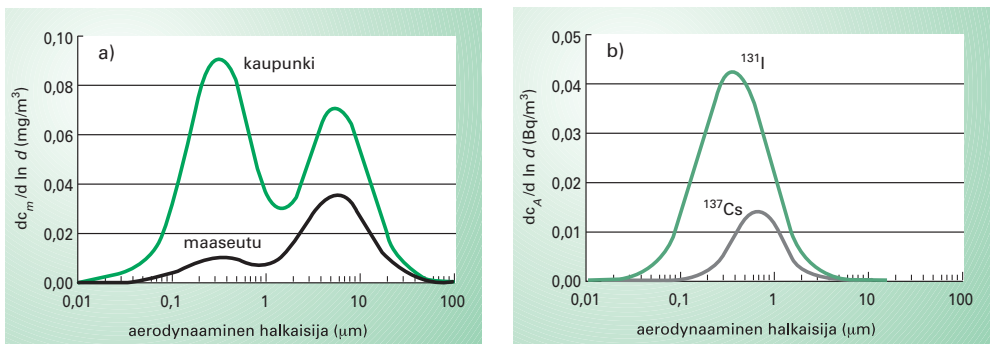 a)
kaupunki
maaseutu
dc_m/d ln d (mg/m³)
0,10
0,08
0,06
0,04
0,02
0,00
0,01 0,1 1 10 100
aerodynaaminen halkaisija (µm)
b)
¹³¹I
¹³⁷Cs
dc_A/d ln d (Bq/m³)
0,05
0,04
0,03
0,02
0,01
0,00
0,01 0,1 1 10 100
aerodynaaminen halkaisija (µm)